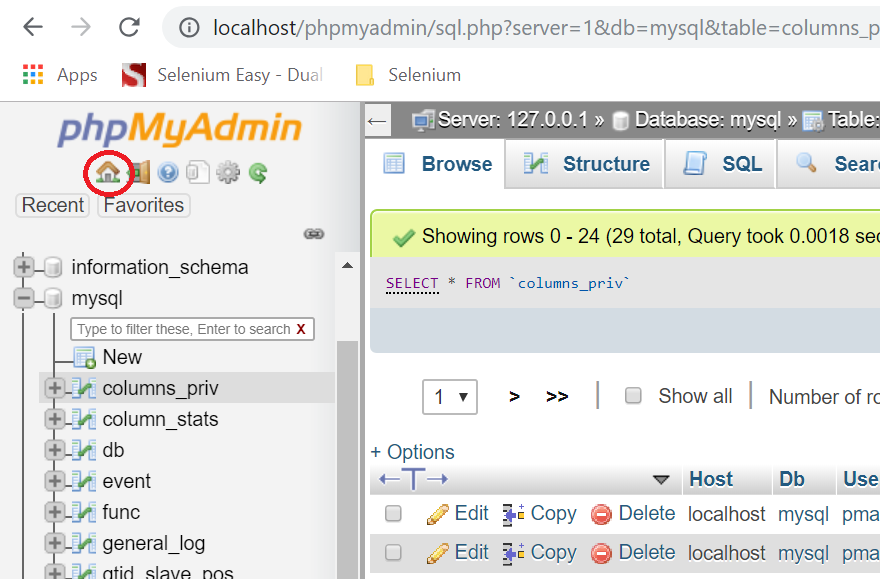 localhost/phpmyadmin/sql.php?server=1&db=mysql&table=columns_p
Apps Selenium Easy - Dual Selenium
phpMyAdmin
Recent Favorites
information_schema
mysql
Type to filter these, Enter to search X
New
columns_priv
column_stats
db
event
func
general_log
gtid_slave_pos
← Server: 127.0.0.1 » Database: mysql » Table:
Browse Structure SQL Sear
Showing rows 0 - 24 (29 total, Query took 0.0018 sec
SELECT * FROM `columns_priv`
1 ▼ > >> Show all Number of ro
+ Options
←T→ Host Db Use
Edit Copy Delete localhost mysql pma
Edit Copy Delete localhost mysql pma